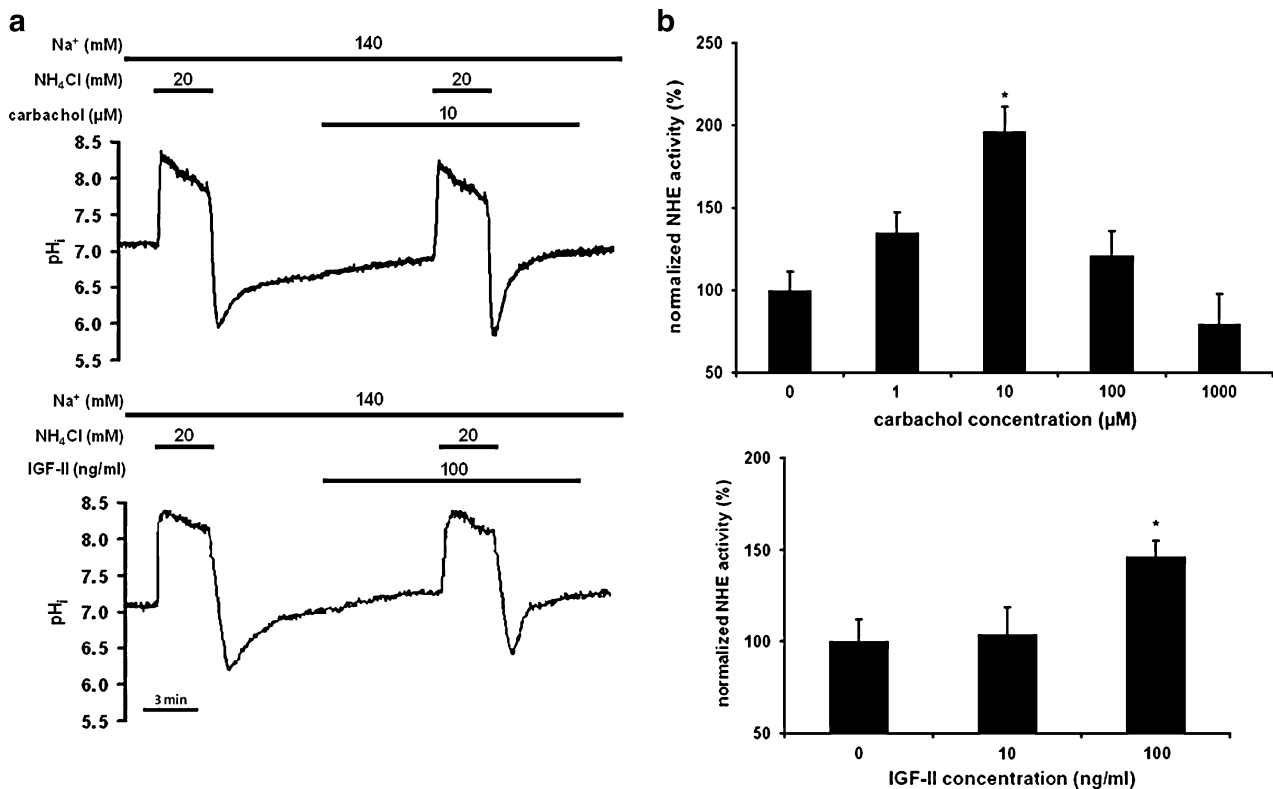 a
Na⁺ (mM)
140
NH₄Cl (mM)
20
20
carbachol (µM)
10
8.5
8.0
7.5
7.0
6.5
6.0
5.5
pHᵢ
Na⁺ (mM)
140
NH₄Cl (mM)
20
20
IGF-II (ng/ml)
100
8.5
8.0
7.5
7.0
6.5
6.0
5.5
pHᵢ
3 min
b
250
200
150
100
50
normalized NHE activity (%)
*
0 1 10 100 1000
carbachol concentration (µM)
200
150
100
50
normalized NHE activity (%)
*
0 10 100
IGF-II concentration (ng/ml)